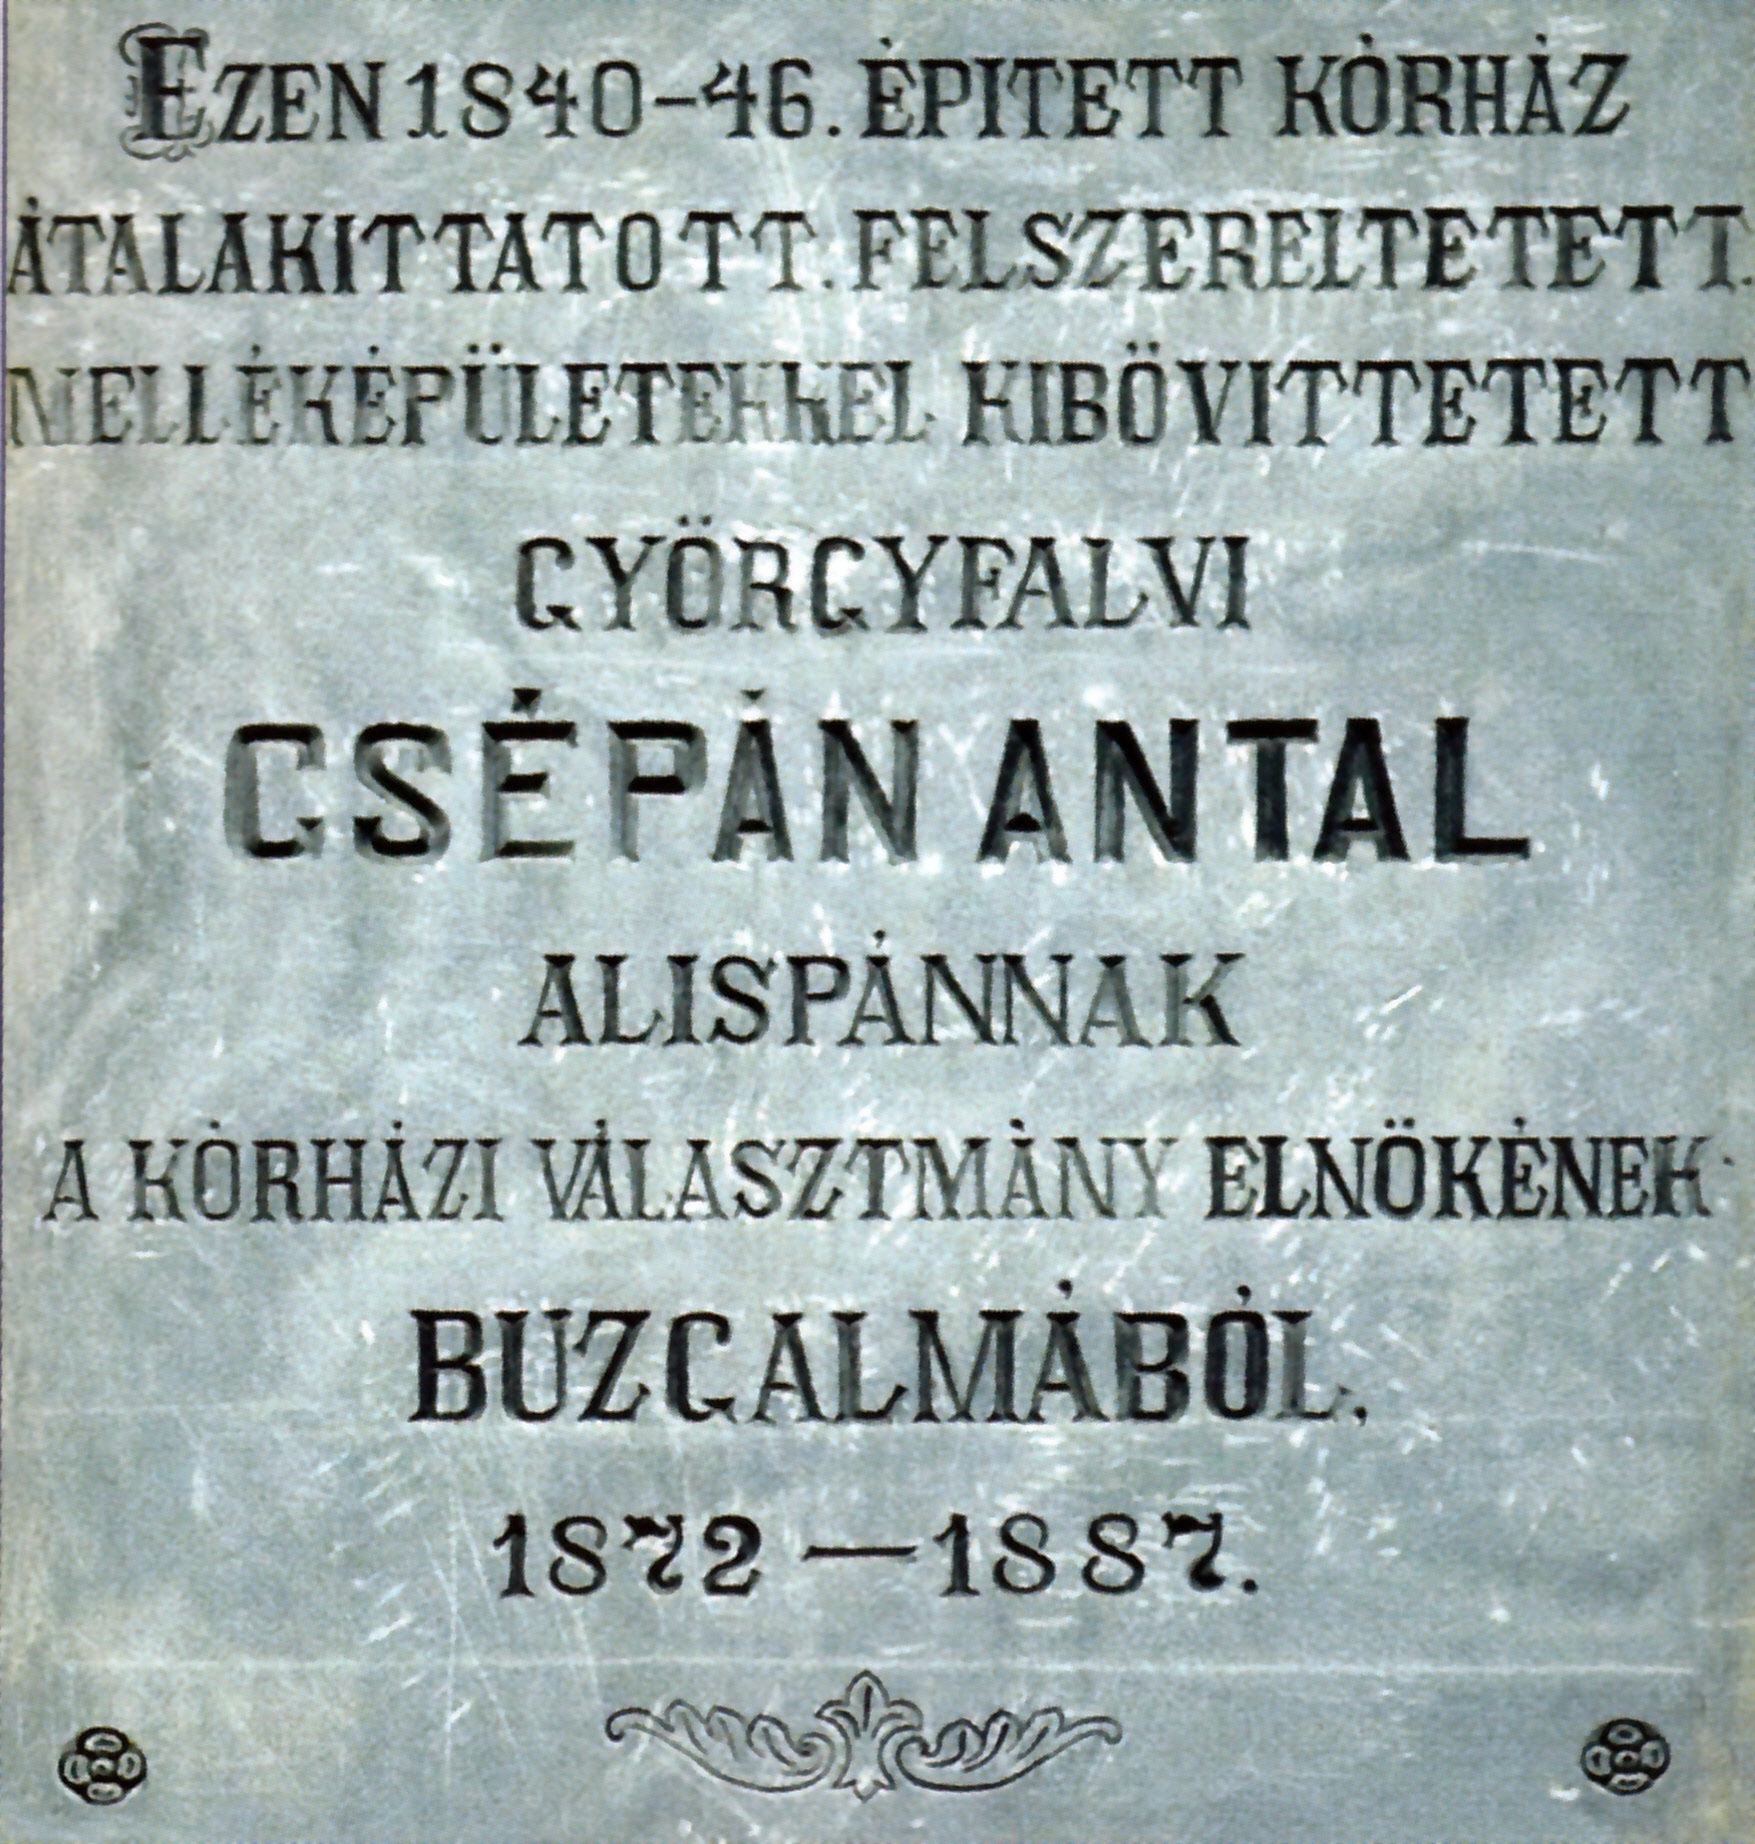 EZEN 1840-46. ÉPITETT KÓRHÁZ
ÁTALAKITTATOTT. FELSZERELTETETT.
MELLÉKÉPÜLETEKKEL KIBÖVITTETETT
GYÖRGYFALVI
CSÉPÁN ANTAL
ALISPÁNNAK
A KÓRHÁZI VÁLASZTMÁNY ELNÖKÉNEK
BUZGALMÁBÓL.
1872 — 1887.